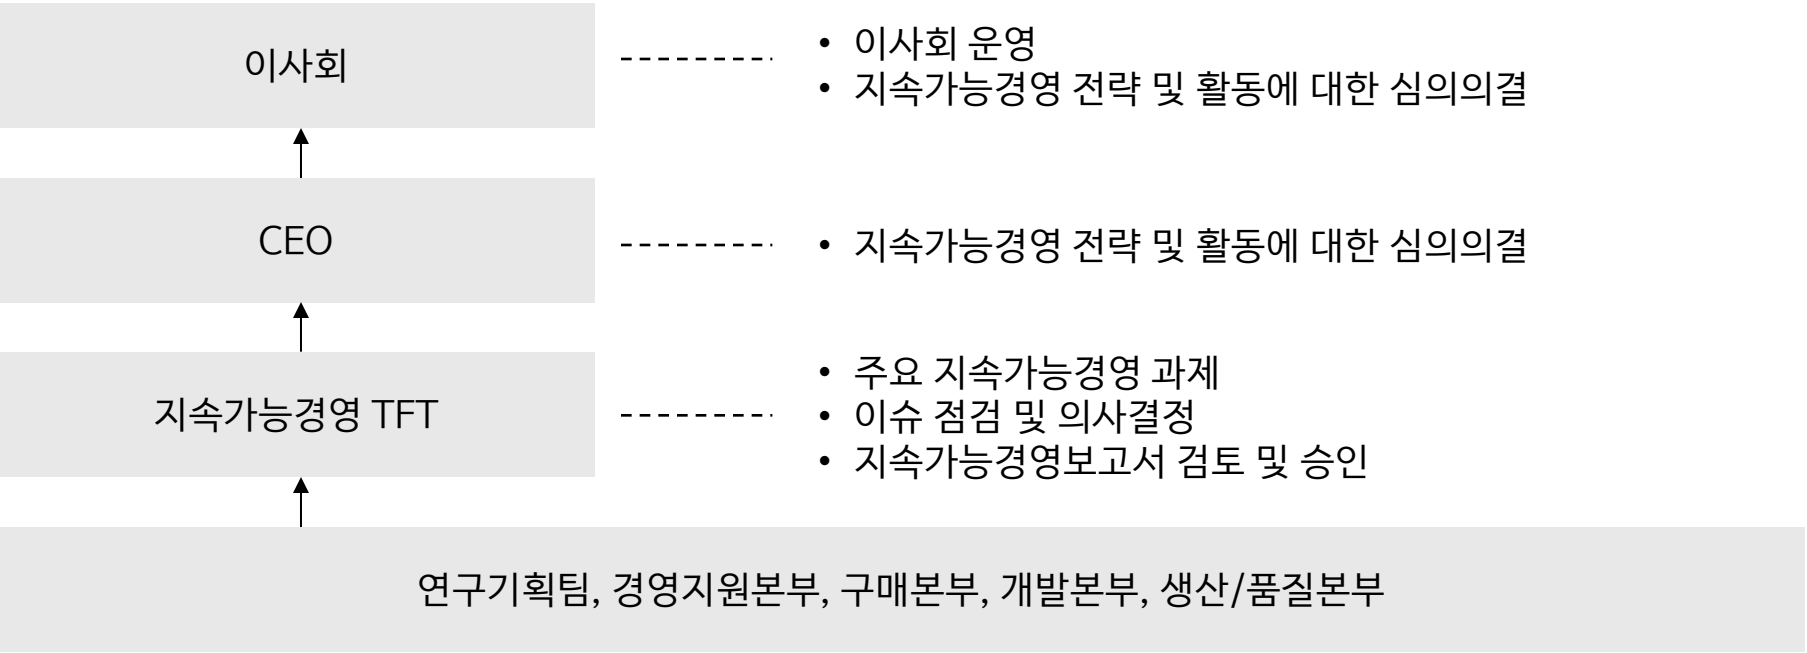 이사회
• 이사회 운영
• 지속가능경영 전략 및 활동에 대한 심의의결
CEO
• 지속가능경영 전략 및 활동에 대한 심의의결
지속가능경영 TFT
• 주요 지속가능경영 과제
• 이슈 점검 및 의사결정
• 지속가능경영보고서 검토 및 승인
연구기획팀, 경영지원본부, 구매본부, 개발본부, 생산/품질본부